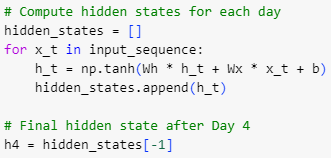 # Compute hidden states for each day
hidden_states = []
for x_t in input_sequence:
    h_t = np.tanh(Wh * h_t + Wx * x_t + b)
    hidden_states.append(h_t)

# Final hidden state after Day 4
h4 = hidden_states[-1]